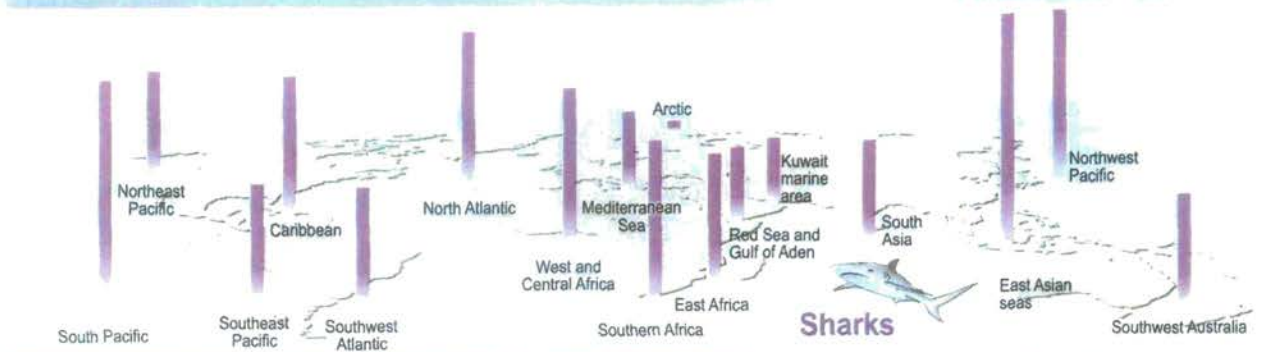 Arctic
Northeast
Pacific
Caribbean
North Atlantic
Mediterranean
Sea
Kuwait
marine
area
Northwest
Pacific
Red Sea and
Gulf of Aden
South
Asia
West and
Central Africa
East Africa
East Asian
seas
South Pacific
Southeast
Pacific
Southwest
Atlantic
Southern Africa
Sharks
Southwest Australia